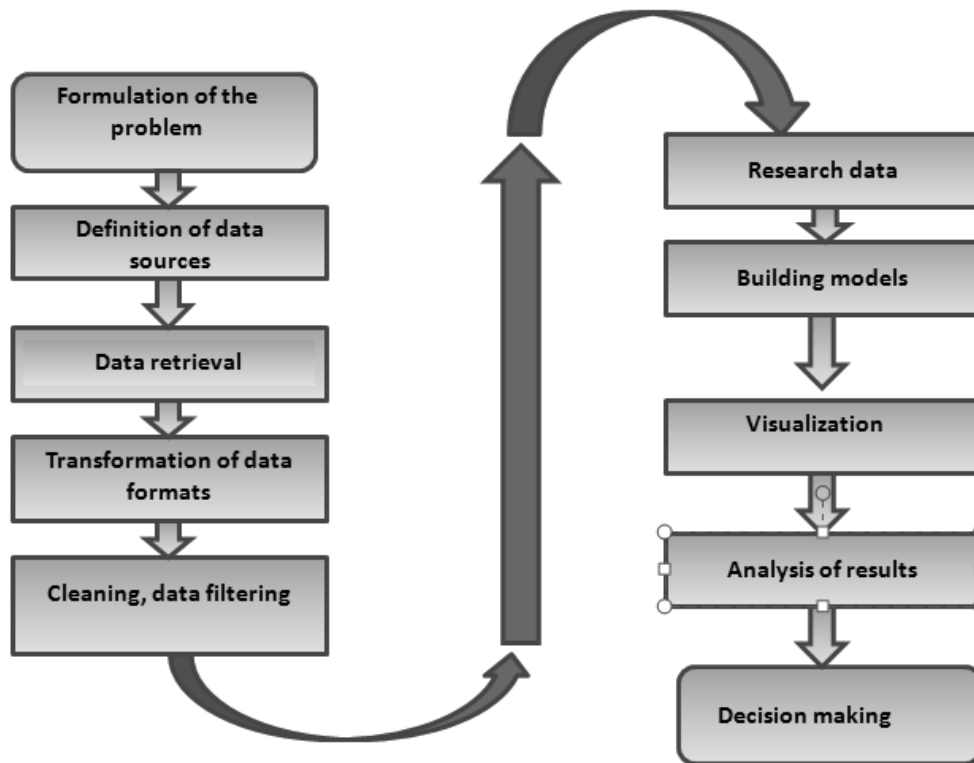 Formulation of the
problem
Definition of data
sources
Data retrieval
Transformation of data
formats
Cleaning, data filtering
Research data
Building models
Visualization
Analysis of results
Decision making